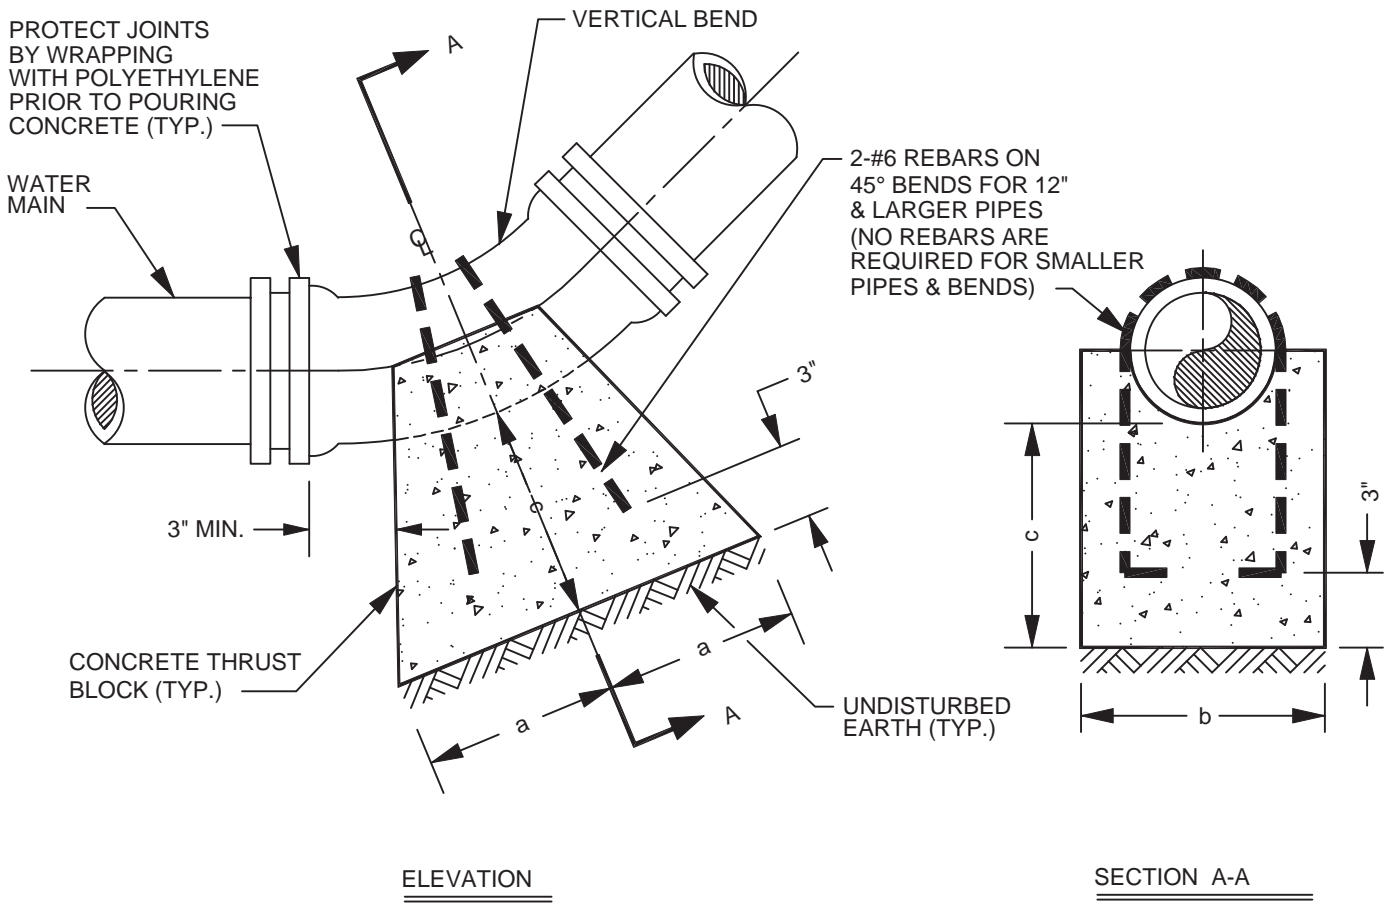 PROTECT JOINTS
BY WRAPPING
WITH POLYETHYLENE
PRIOR TO POURING
CONCRETE (TYP.)
VERTICAL BEND
A
WATER
MAIN
2-#6 REBARS ON
45° BENDS FOR 12"
& LARGER PIPES
(NO REBARS ARE
REQUIRED FOR SMALLER
PIPES & BENDS)
CL
3"
3" MIN.
c
c
3"
CONCRETE THRUST
BLOCK (TYP.)
a
a
A
UNDISTURBED
EARTH (TYP.)
b
ELEVATION
SECTION A-A